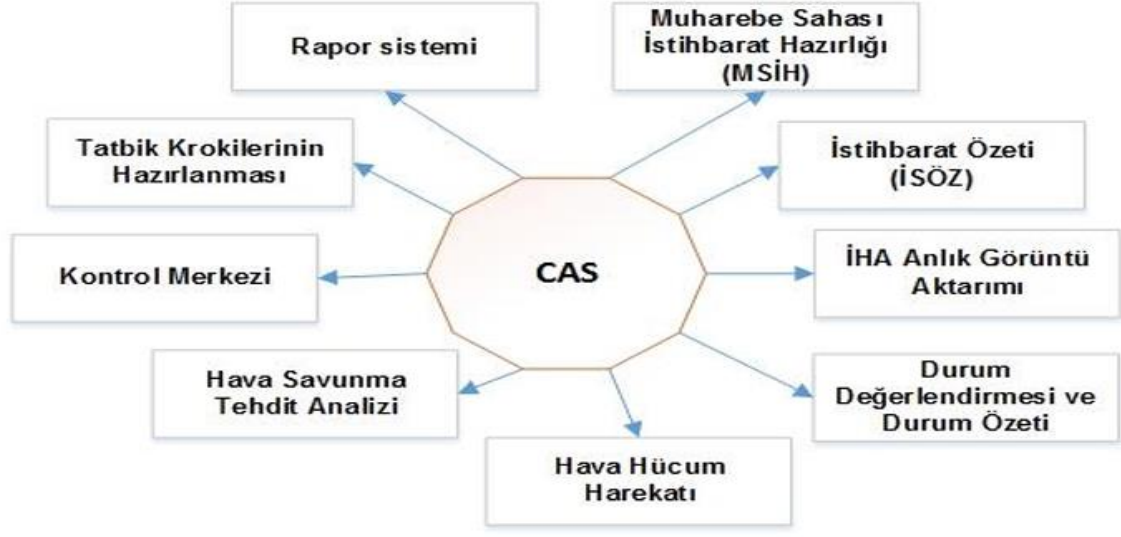 Rapor sistemi
Muharebe Sahası
İstihbarat Hazırlığı
(MSİH)
Tatbik Krokilerinin
Hazırlanması
İstihbarat Özeti
(İSÖZ)
Kontrol Merkezi
CAS
İHA Anlık Görüntü
Aktarımı
Hava Savunma
Tehdit Analizi
Durum
Değerlendirmesi ve
Durum Özeti
Hava Hücum
Harekatı